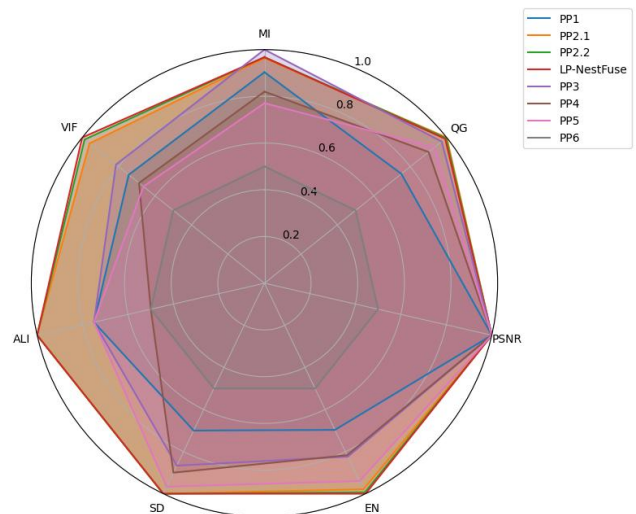 PP1
PP2.1
PP2.2
LP-NestFuse
PP3
PP4
PP5
PP6
MI
1.0
0.8
VIF
QG
0.6
0.4
0.2
ALI
PSNR
SD
EN